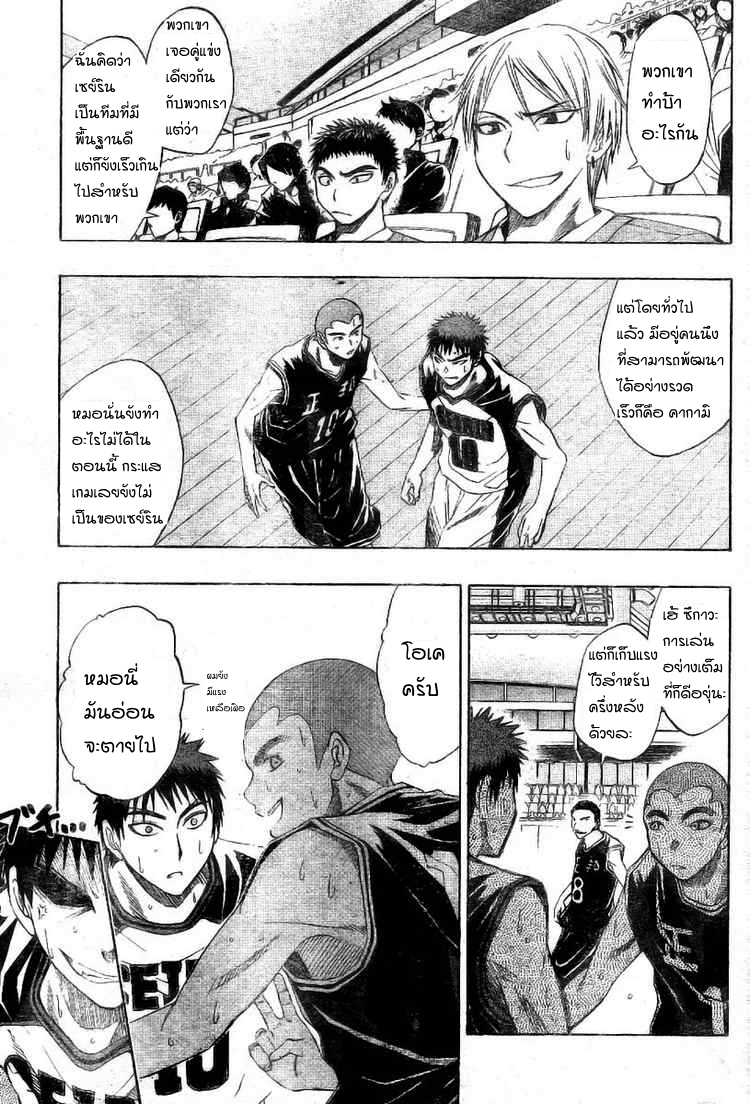 พวกเขา
ทำบ้า
อะไรกัน
พวกเขา
เจอคู่แข่ง
เดียวกัน
กับพวกเรา
แต่ว่า
ฉันคิดว่า
เซย์ริน
เป็นทีมที่มี
พื้นฐานดี
แต่ก็ยังเร็วเกิน
ไปสำหรับ
พวกเขา
แต่โดยทั่วไป
แล้ว มีอยู่คนนึง
ที่สามารถพัฒนา
ได้อย่างรวด
เร็วก็คือ คากามิ
หมอนั่นยังทำ
อะไรไม่ได้ใน
ตอนนี้ กระแส
เกมเลยยังไม่
เป็นของเซย์ริน
正
10
10
เฮ้ ซึกาวะ
การเล่น
อย่างเต็ม
ที่ก็ดีอยุ่นะ
แต่ก็เก็บแรง
ไว้สำหรับ
ครึ่งหลัง
ด้วยละ
8
正
โอเค
ครับ
ผมยัง
มีแรง
เหลือเฟือ
หมอนี่
มันอ่อน
จะตายไป
ブチ...
SEIRI
10
SEIR